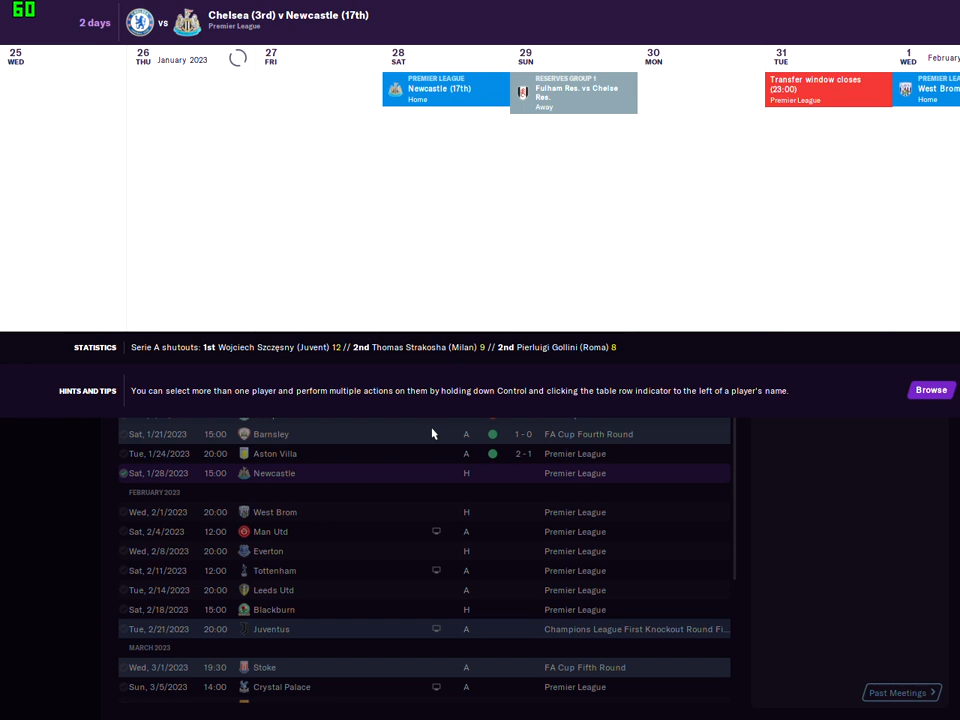 60
2 days
vs
Chelsea (3rd) v Newcastle (17th)
Premier League
25 WED
26 THU January 2023
27 FRI
28 SAT
29 SUN
30 MON
31 TUE
1 WED February
PREMIER LEAGUE
Newcastle (17th)
Home
RESERVES GROUP 1
Fulham Res. vs Chelse
Res.
Away
Transfer window closes
(23:00)
Premier League
PREMIER LEA
West Brom
Home
STATISTICS Serie A shutouts: 1st Wojciech Szczęsny (Juvent) 12 // 2nd Thomas Strakosha (Milan) 9 // 2nd Pierluigi Gollini (Roma) 8
HINTS AND TIPS You can select more than one player and perform multiple actions on them by holding down Control and clicking the table row indicator to the left of a player's name. Browse
Sat, 1/21/2023 15:00 Barnsley A 1 - 0 FA Cup Fourth Round
Tue, 1/24/2023 20:00 Aston Villa A 2 - 1 Premier League
Sat, 1/28/2023 15:00 Newcastle H Premier League
FEBRUARY 2023
Wed, 2/1/2023 20:00 West Brom H Premier League
Sat, 2/4/2023 12:00 Man Utd A Premier League
Wed, 2/8/2023 20:00 Everton H Premier League
Sat, 2/11/2023 12:00 Tottenham A Premier League
Tue, 2/14/2023 20:00 Leeds Utd A Premier League
Sat, 2/18/2023 15:00 Blackburn H Premier League
Tue, 2/21/2023 20:00 Juventus A Champions League First Knockout Round Fi...
MARCH 2023
Wed, 3/1/2023 19:30 Stoke A FA Cup Fifth Round
Sun, 3/5/2023 14:00 Crystal Palace A Premier League
Past Meetings